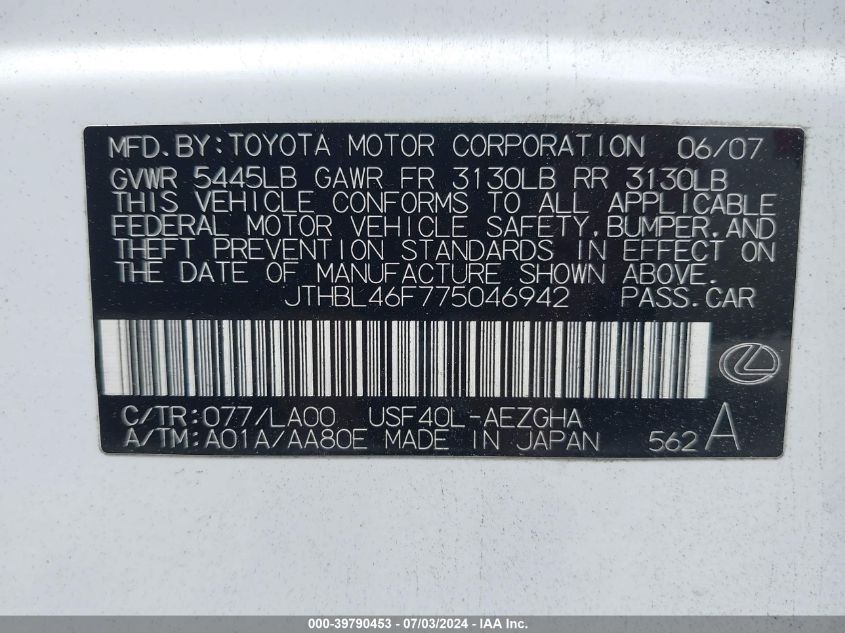 MFD. BY: TOYOTA MOTOR CORPORATION 06/07
GVWR 5445LB GAWR FR 3130LB RR 3130LB
THIS VEHICLE CONFORMS TO ALL APPLICABLE
FEDERAL MOTOR VEHICLE SAFETY, BUMPER, AND
THEFT PREVENTION STANDARDS IN EFFECT ON
THE DATE OF MANUFACTURE SHOWN ABOVE.
JTHBL46F775046942 PASS. CAR
C/TR: 077/LA00 USF40L-AEZGHA
A/TM: A01A/AA80E MADE IN JAPAN 562 A
000-39790453 - 07/03/2024 - IAA Inc.